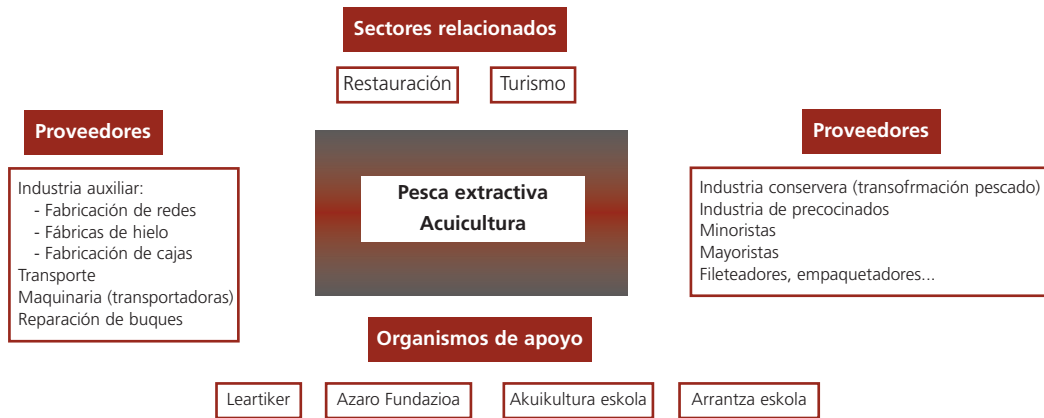 Sectores relacionados
Restauración
Turismo
Proveedores
Industria auxiliar:
- Fabricación de redes
- Fábricas de hielo
- Fabricación de cajas
Transporte
Maquinaria (transportadoras)
Reparación de buques
Pesca extractiva
Acuicultura
Proveedores
Industria conservera (transofrmación pescado)
Industria de precocinados
Minoristas
Mayoristas
Fileteadores, empaquetadores...
Organismos de apoyo
Leartiker
Azaro Fundazioa
Akuikultura eskola
Arrantza eskola